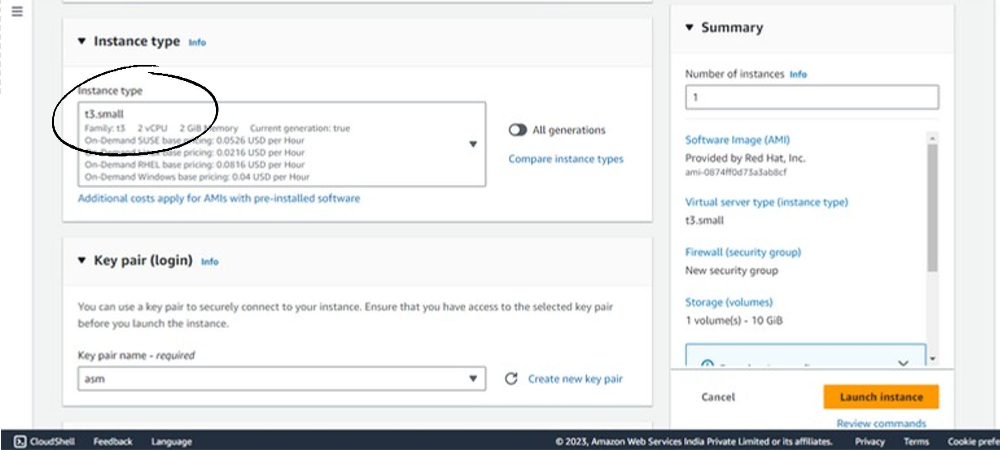 Instance type Info
Instance type
t3.small
Family: t3 2 vCPU 2 GiB Memory Current generation: true
On-Demand SUSE base pricing: 0.0526 USD per Hour
On-Demand Linux base pricing: 0.0216 USD per Hour
On-Demand RHEL base pricing: 0.0816 USD per Hour
On-Demand Windows base pricing: 0.04 USD per Hour
All generations
Compare instance types
Additional costs apply for AMIs with pre-installed software
Key pair (login) Info
You can use a key pair to securely connect to your instance. Ensure that you have access to the selected key pair
before you launch the instance.
Key pair name - required
asm
Create new key pair
Summary
Number of instances Info
1
Software Image (AMI)
Provided by Red Hat, Inc.
ami-0874ff0d73a3ab8cf
Virtual server type (instance type)
t3.small
Firewall (security group)
New security group
Storage (volumes)
1 volume(s) - 10 GiB
Cancel
Launch instance
Review commands
CloudShell Feedback Language
© 2023, Amazon Web Services India Private Limited or its affiliates. Privacy Terms Cookie